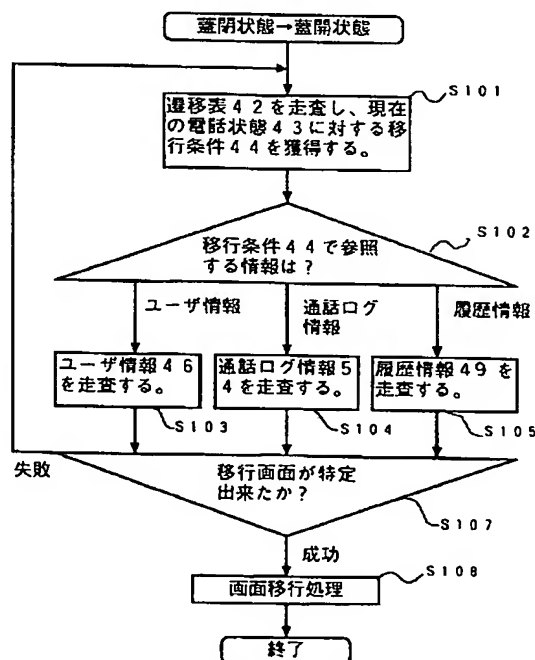 蓋閉状態→蓋開状態
S101
遷移表42を走査し、現在
の電話状態43に対する移
行条件44を獲得する。
S102
移行条件44で参照
する情報は?
ユーザ情報
通話ログ
情報
履歴情報
ユーザ情報46
を走査する。
通話ログ情報5
4を走査する。
履歴情報49を
走査する。
S103
S104
S105
失敗
移行画面が特定
出来たか?
S107
成功
S108
画面移行処理
終了